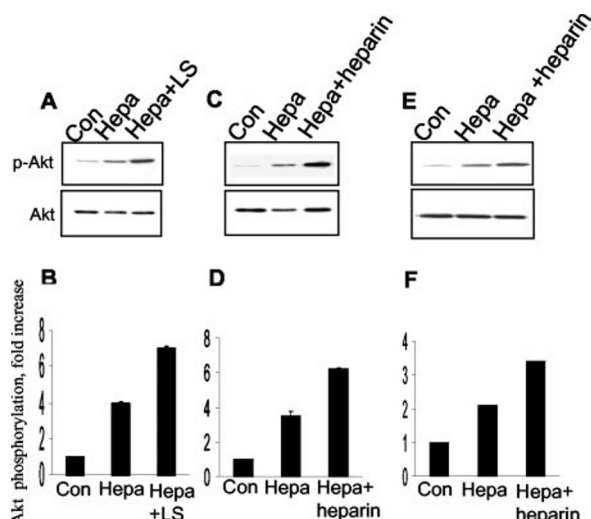 A
Con
Hepa
Hepa+LS
C
Con
Hepa
Hepa+heparin
E
Con
Hepa
Hepa +heparin
p-Akt
Akt
B
D
F
Akt phosphorylation, fold increase
8
6
4
2
0
Con
Hepa
Hepa
+LS
8
6
4
2
0
Con
Hepa
Hepa+
heparin
4
3
2
1
0
Con
Hepa
Hepa+
heparin